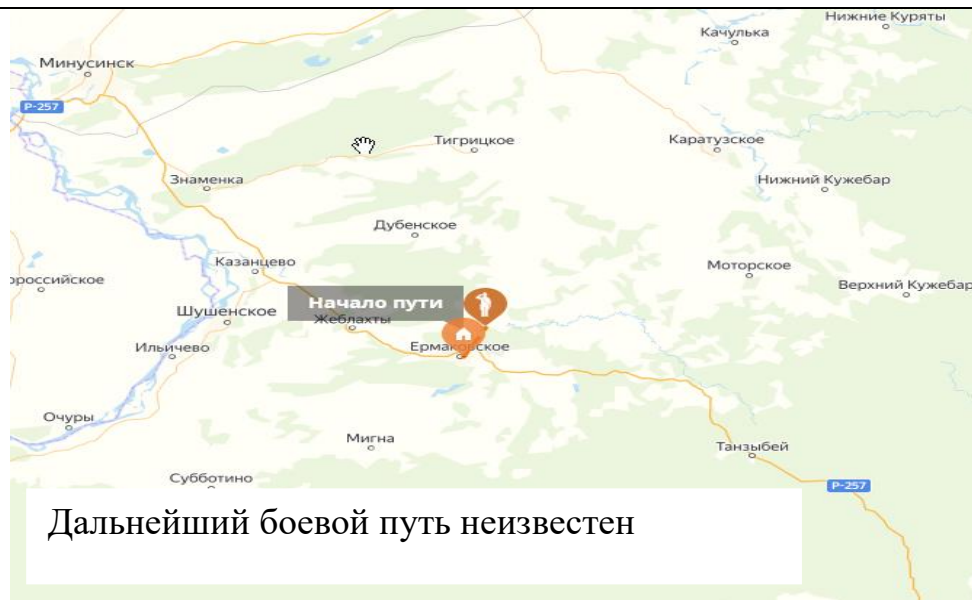 Нижние Куряты
Качулька
Минусинск
Р-257
Тигрицкое
Каратузское
Знаменка
Нижний Кужебар
Дубенское
Казанцево
Моторское
ороссийское
Верхний Кужебар
Начало пути
Шушенское
Жеблахты
Ильичево
Ермаковское
Очуры
Мигна
Танзыбей
Субботино
Р-257
Дальнейший боевой путь неизвестен